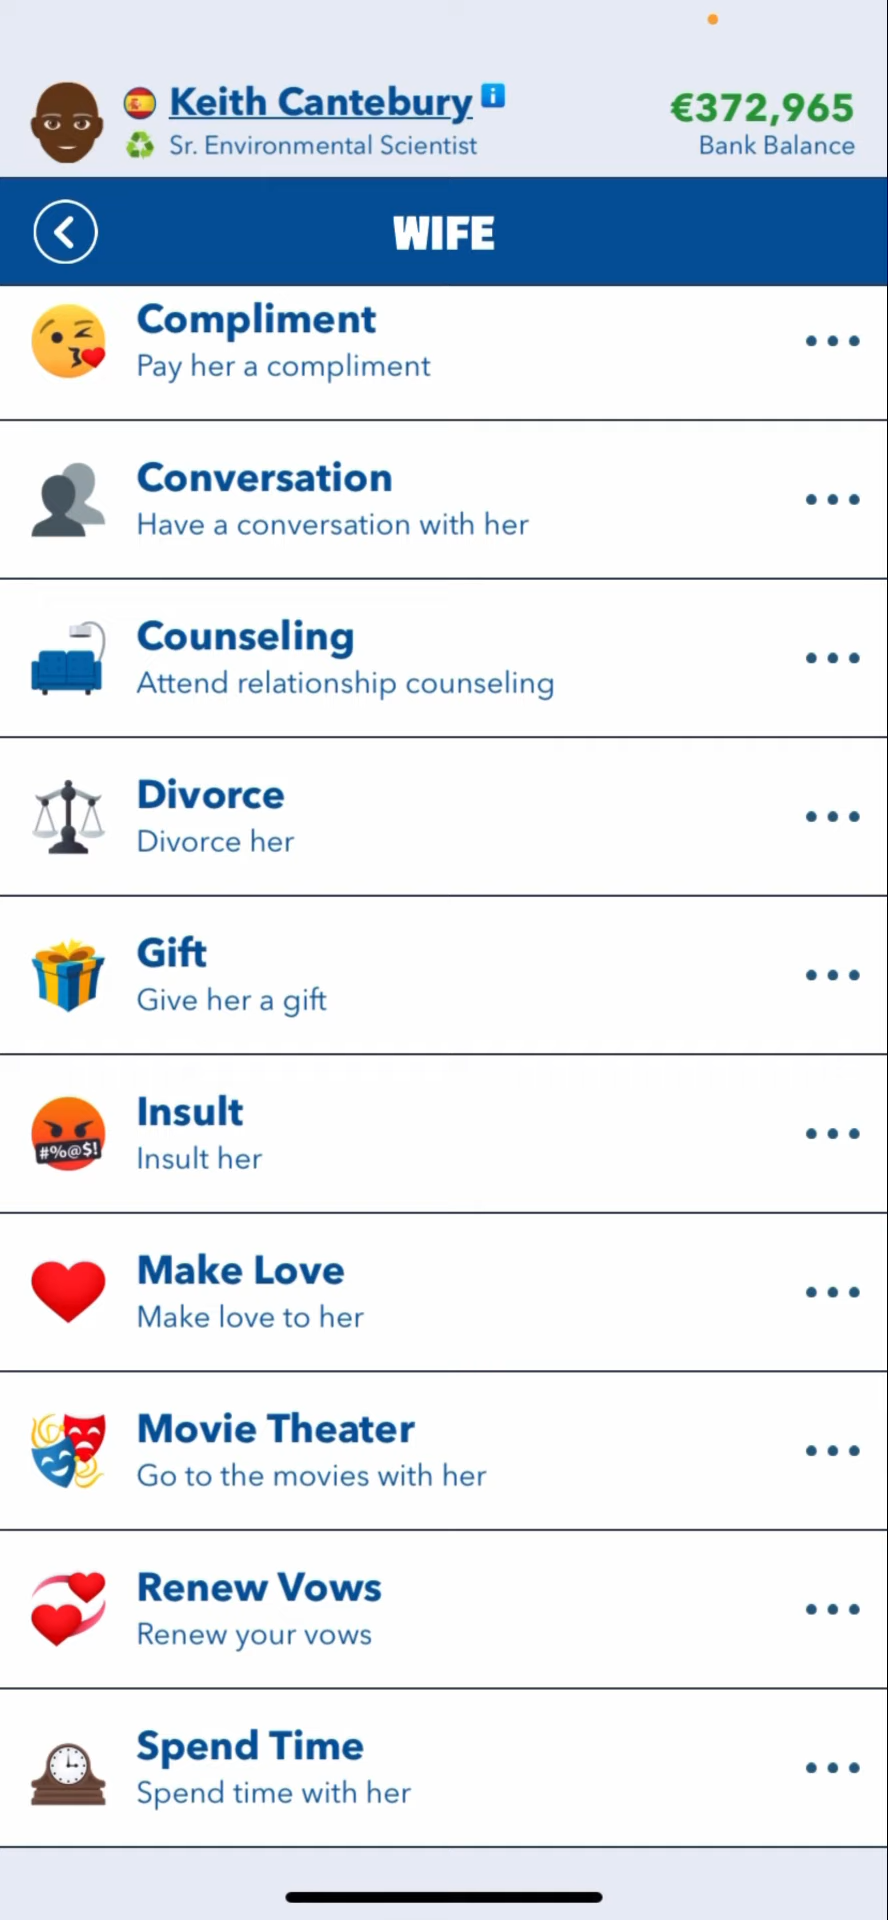 Keith Cantebury
€372,965
Sr. Environmental Scientist
Bank Balance
WIFE
Compliment
Pay her a compliment
Conversation
Have a conversation with her
Counseling
Attend relationship counseling
Divorce
Divorce her
Gift
Give her a gift
#%@$!
Insult
Insult her
Make Love
Make love to her
Movie Theater
Go to the movies with her
Renew Vows
Renew your vows
Spend Time
Spend time with her